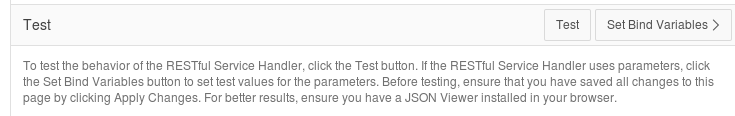 Test
Test
Set Bind Variables
To test the behavior of the RESTful Service Handler, click the Test button. If the RESTful Service Handler uses parameters, click
the Set Bind Variables button to set test values for the parameters. Before testing, ensure that you have saved all changes to this
page by clicking Apply Changes. For better results, ensure you have a JSON Viewer installed in your browser.